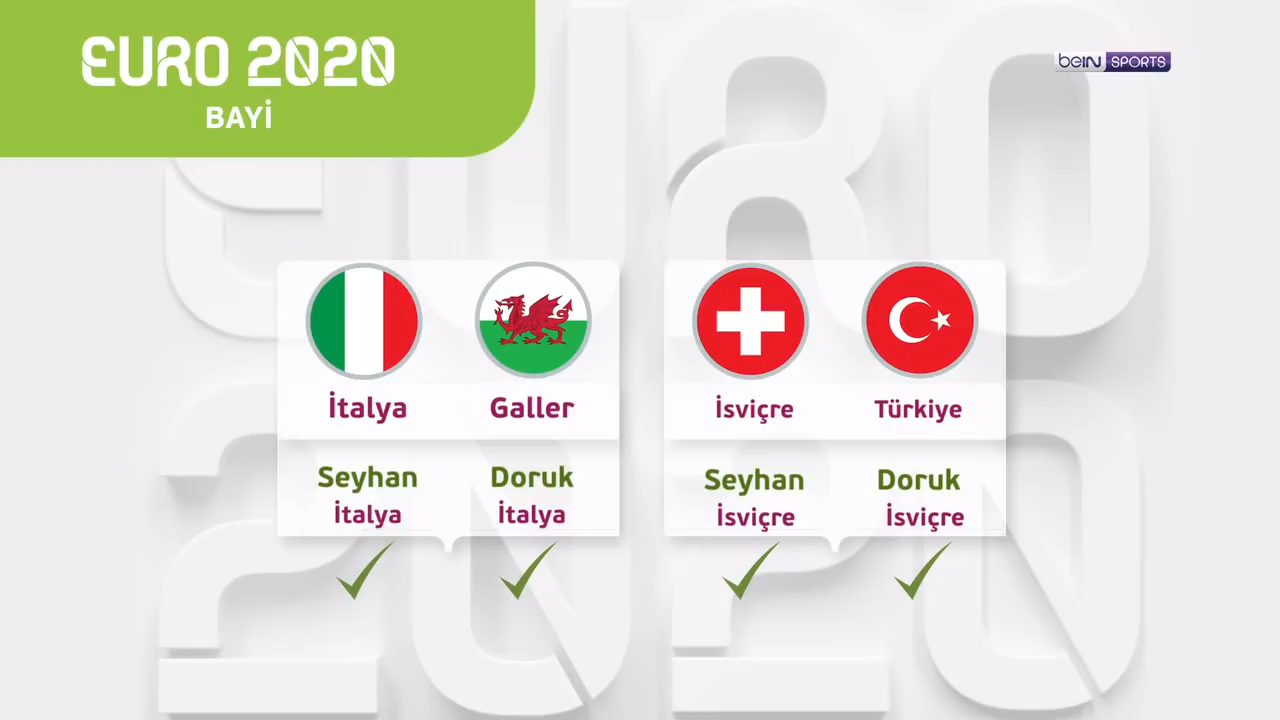 EURO 2020
BAYİ
beIN SPORTS
İtalya Galler
Seyhan Doruk
İtalya İtalya
İsviçre Türkiye
Seyhan Doruk
İsviçre İsviçre